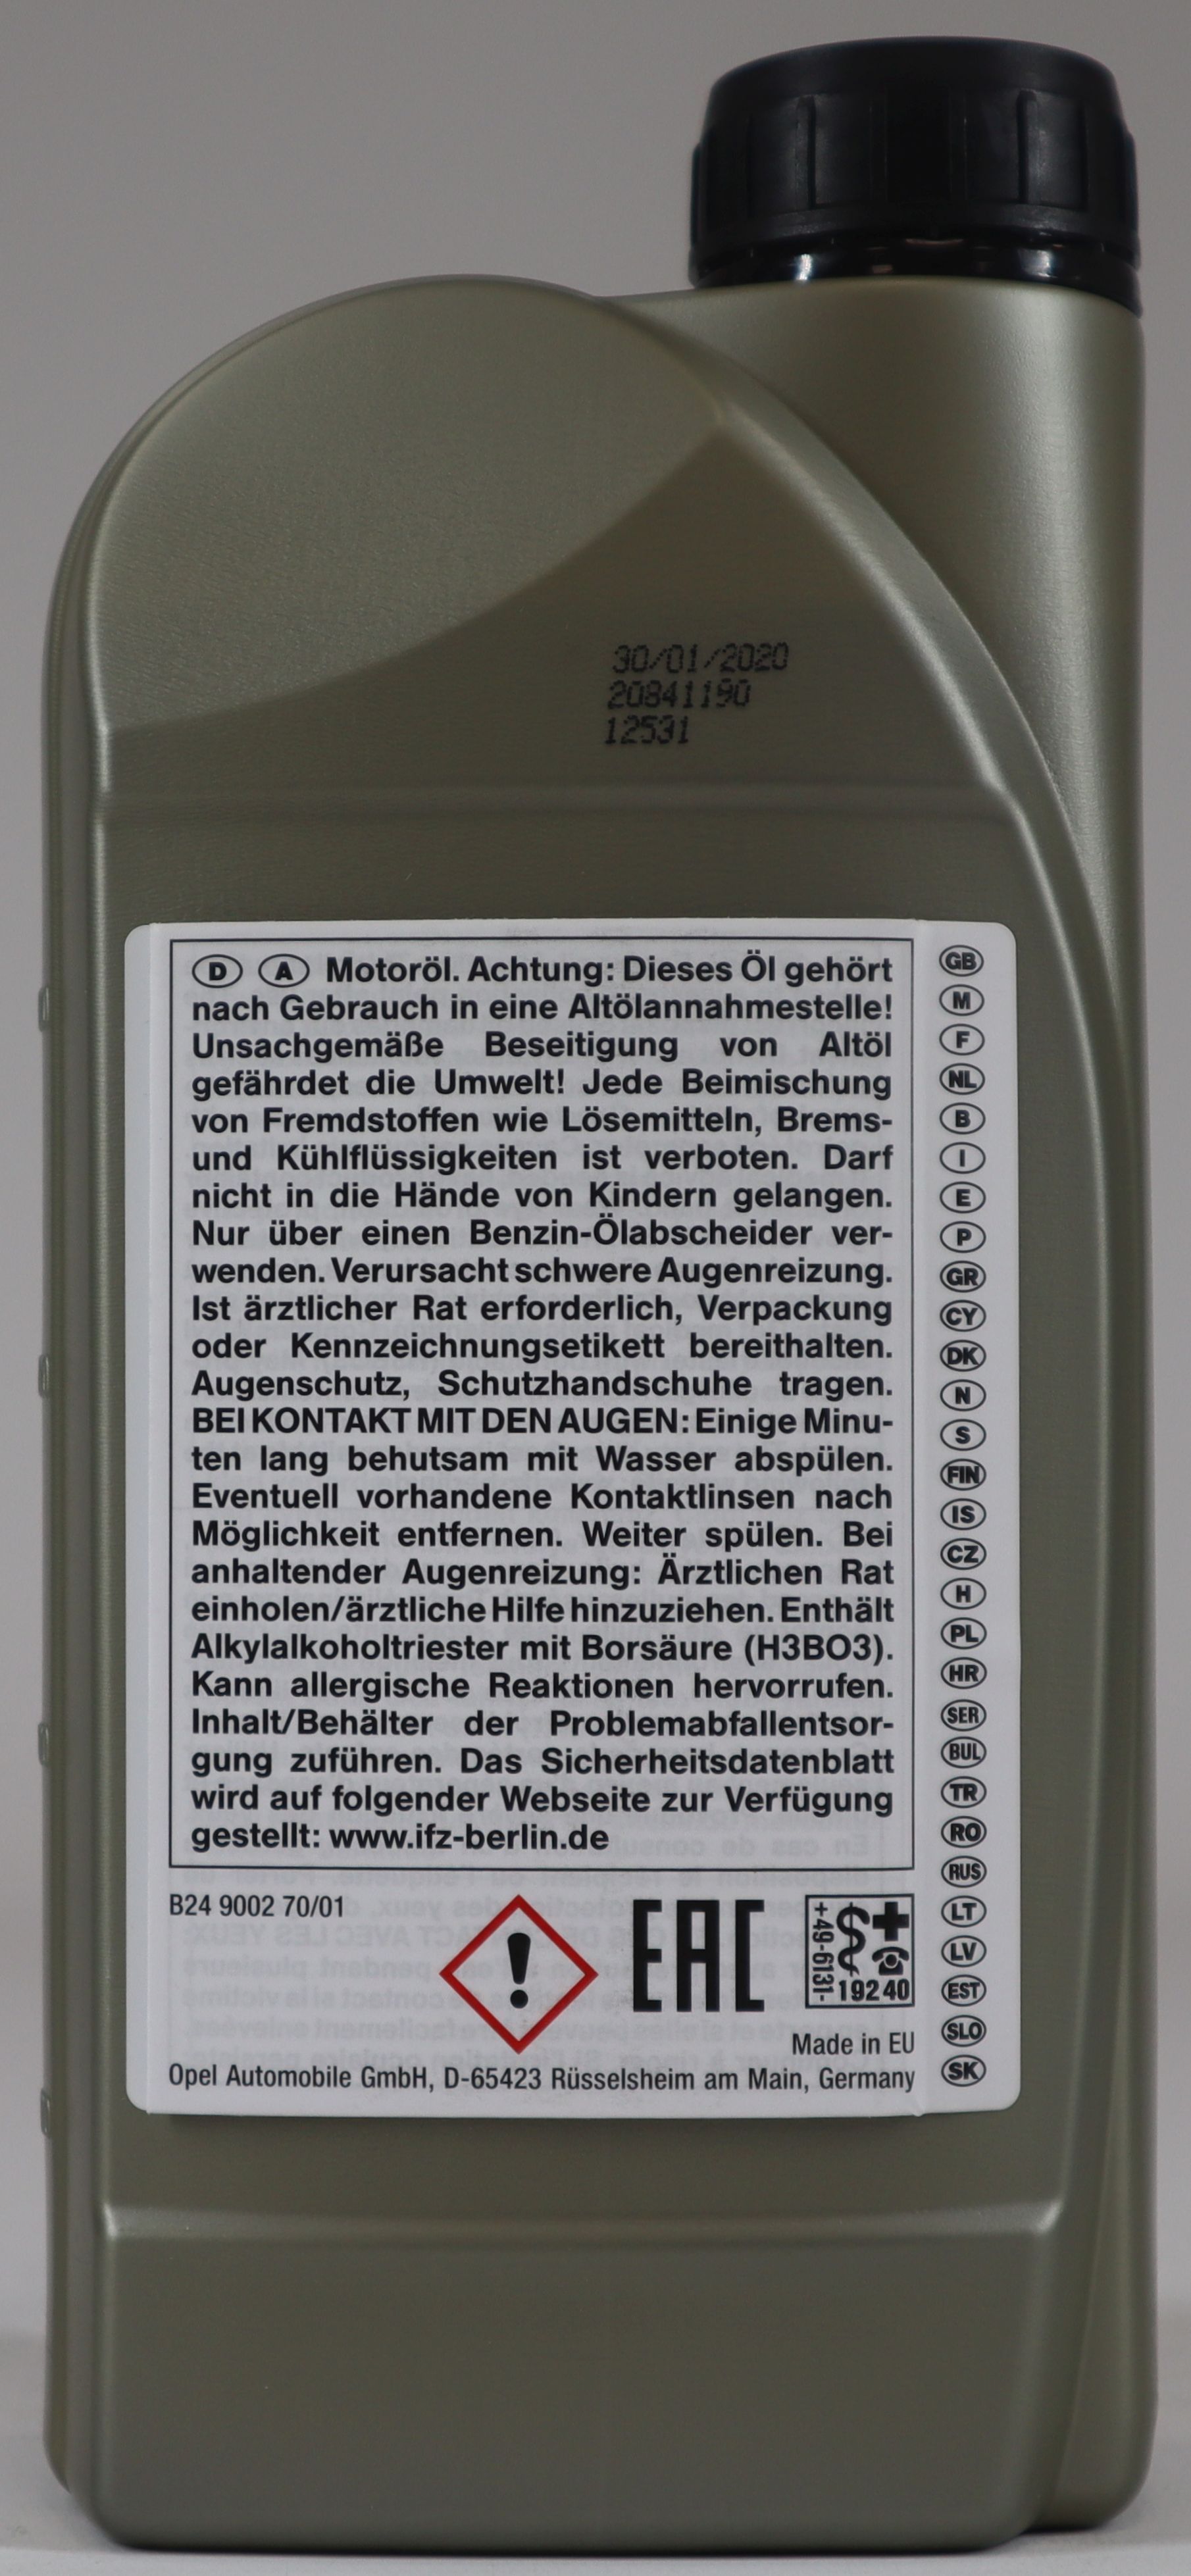 30/01/2020
20841190
12531
D A Motoröl. Achtung: Dieses Öl gehört
nach Gebrauch in eine Altölannahmestelle!
Unsachgemäße Beseitigung von Altöl
gefährdet die Umwelt! Jede Beimischung
von Fremdstoffen wie Lösemitteln, Brems-
und Kühlflüssigkeiten ist verboten. Darf
nicht in die Hände von Kindern gelangen.
Nur über einen Benzin-Ölabscheider ver-
wenden. Verursacht schwere Augenreizung.
Ist ärztlicher Rat erforderlich, Verpackung
oder Kennzeichnungsetikett bereithalten.
Augenschutz, Schutzhandschuhe tragen.
BEI KONTAKT MIT DEN AUGEN: Einige Minu-
ten lang behutsam mit Wasser abspülen.
Eventuell vorhandene Kontaktlinsen nach
Möglichkeit entfernen. Weiter spülen. Bei
anhaltender Augenreizung: Ärztlichen Rat
einholen/ärztliche Hilfe hinzuziehen. Enthält
Alkylalkoholtriester mit Borsäure (H3BO3).
Kann allergische Reaktionen hervorrufen.
Inhalt/Behälter der Problemabfallentsor-
gung zuführen. Das Sicherheitsdatenblatt
wird auf folgender Webseite zur Verfügung
gestellt: www.ifz-berlin.de
B24 9002 70/01
EAC
+49-6131-
19240
Made in EU
Opel Automobile GmbH, D-65423 Rüsselsheim am Main, Germany
GB
M
F
NL
B
I
E
P
GR
CY
DK
N
S
FIN
IS
CZ
H
PL
HR
SER
BUL
TR
RO
RUS
LT
LV
EST
SLO
SK